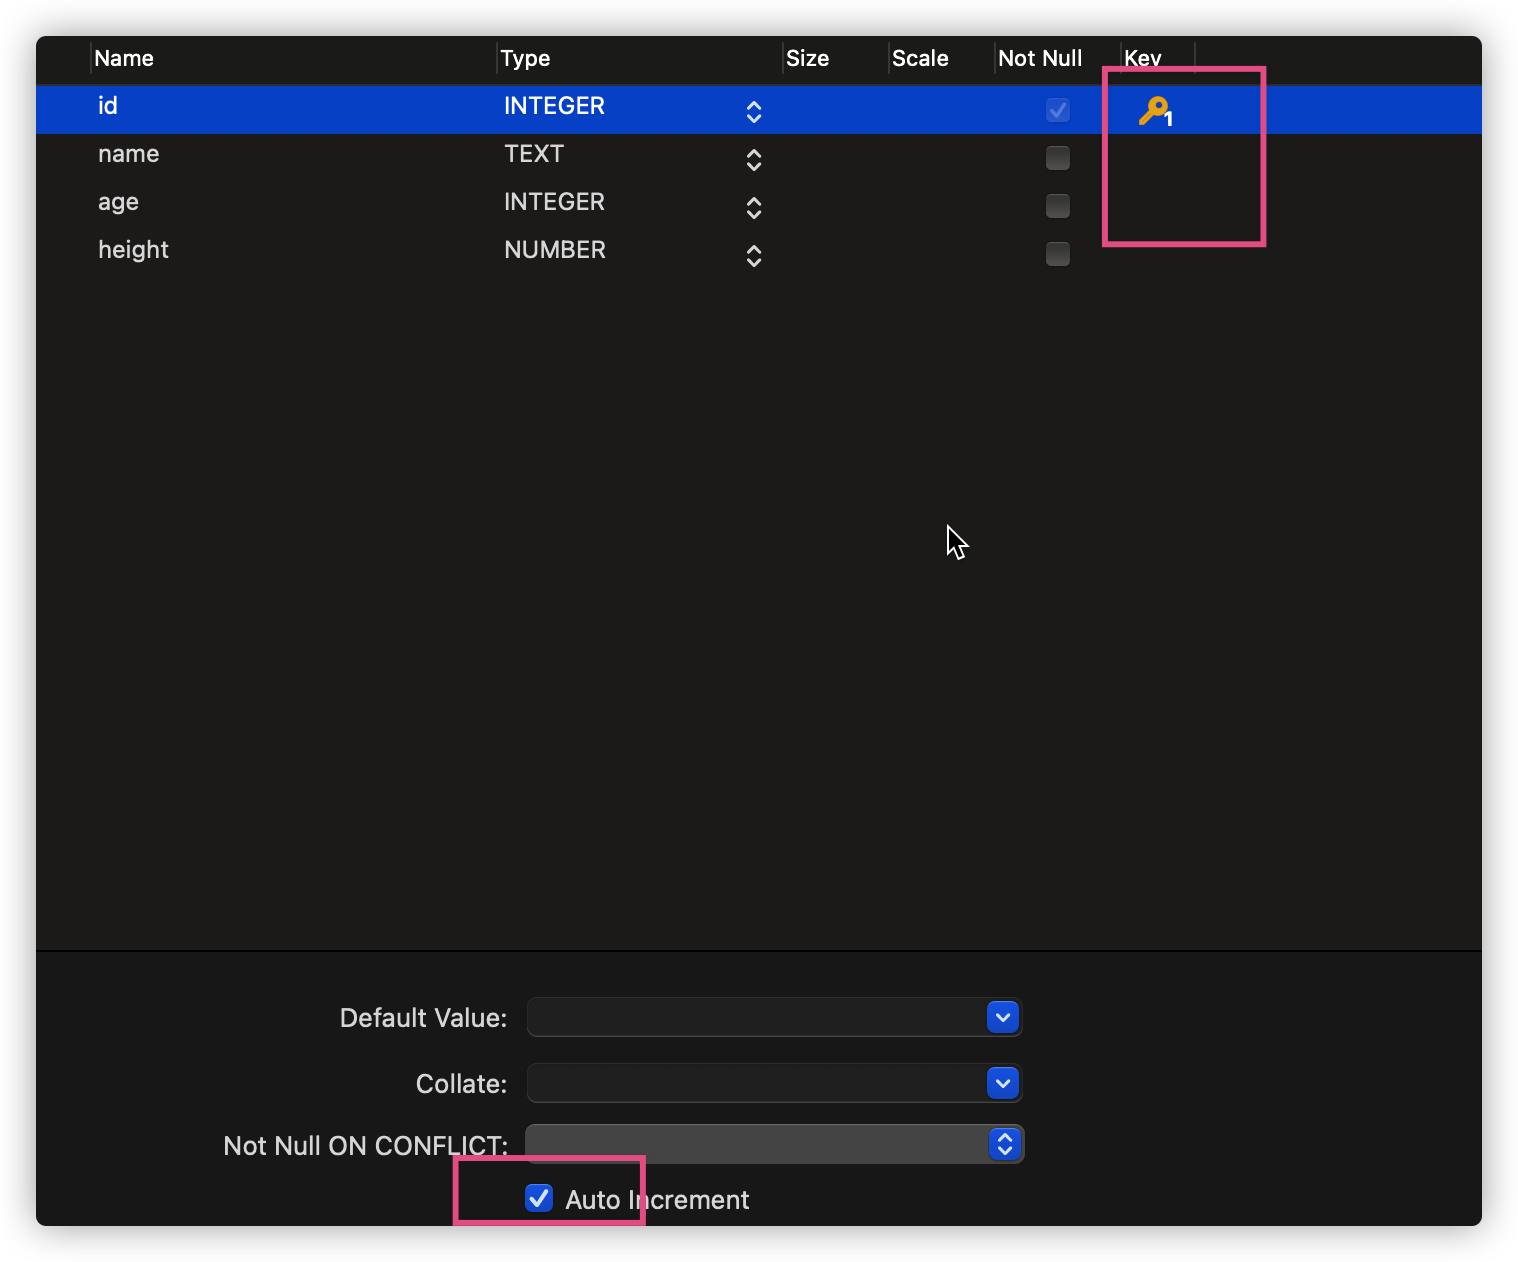 Name Type Size Scale Not Null Key
id INTEGER 1
name TEXT
age INTEGER
height NUMBER
Default Value:
Collate:
Not Null ON CONFLICT:
Auto Increment